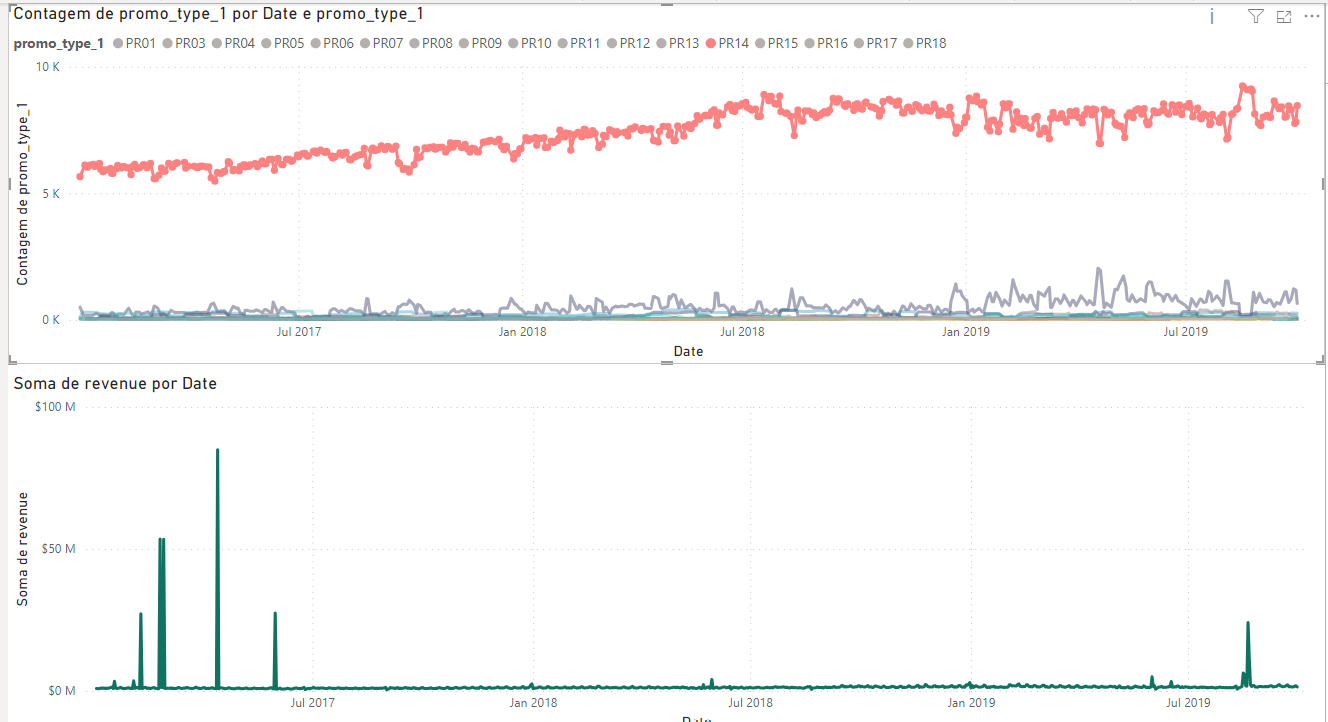 Contagem de promo_type_1 por Date e promo_type_1
promo_type_1 PR01 PR03 PR04 PR05 PR06 PR07 PR08 PR09 PR10 PR11 PR12 PR13 PR14 PR15 PR16 PR17 PR18
10 K
5 K
0 K
Contagem de promo_type_1
Jul 2017 Jan 2018 Jul 2018 Jan 2019 Jul 2019
Date
Soma de revenue por Date
$100 M
$50 M
$0 M
Soma de revenue
Jul 2017 Jan 2018 Jul 2018 Jan 2019 Jul 2019
Date